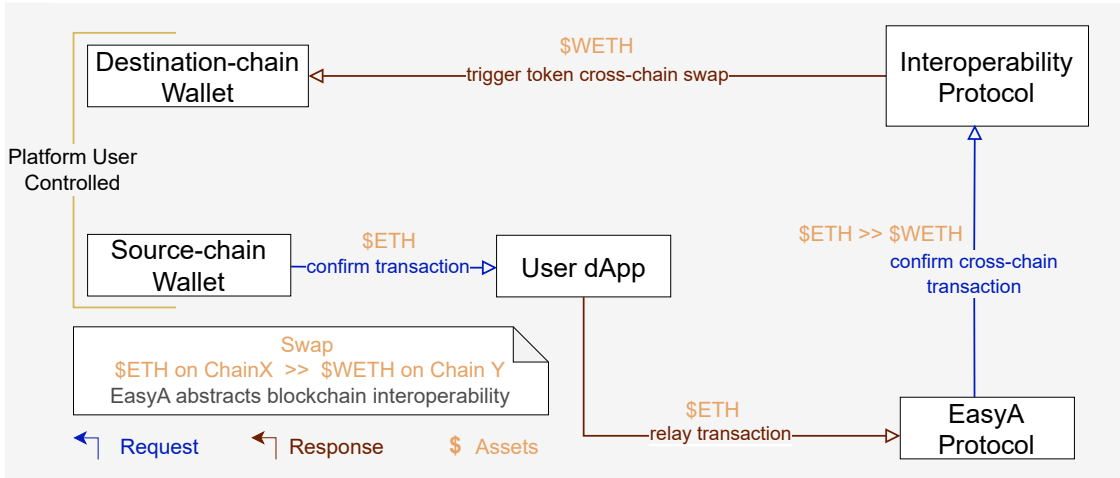 Destination-chain
Wallet
$WETH
trigger token cross-chain swap
Interoperability
Protocol
Platform User
Controlled
Source-chain
Wallet
$ETH
confirm transaction
User dApp
$ETH >> $WETH
confirm cross-chain
transaction
Swap
$ETH on ChainX >> $WETH on Chain Y
EasyA abstracts blockchain interoperability
$ETH
relay transaction
EasyA
Protocol
Request
Response
$ Assets